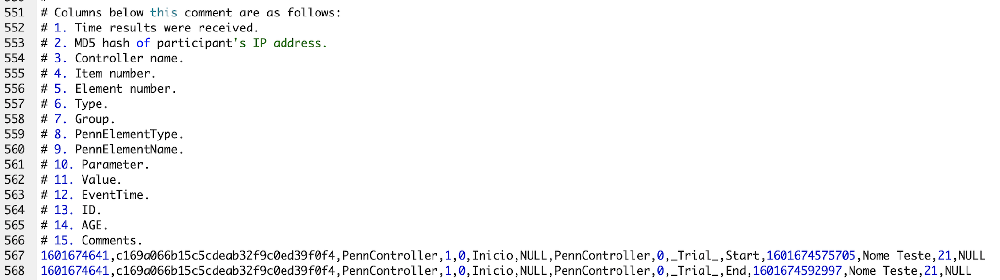 551 # Columns below this comment are as follows:
552 # 1. Time results were received.
553 # 2. MD5 hash of participant's IP address.
554 # 3. Controller name.
555 # 4. Item number.
556 # 5. Element number.
557 # 6. Type.
558 # 7. Group.
559 # 8. PennElementType.
560 # 9. PennElementName.
561 # 10. Parameter.
562 # 11. Value.
563 # 12. EventTime.
564 # 13. ID.
565 # 14. AGE.
566 # 15. Comments.
567 1601674641,c169a066b15c5cdeab32f9c0ed39f0f4,PennController,1,0,Inicio,NULL,PennController,0,_Trial_,Start,1601674575705,Nome Teste,21,NULL
568 1601674641,c169a066b15c5cdeab32f9c0ed39f0f4,PennController,1,0,Inicio,NULL,PennController,0,_Trial_,End,1601674592997,Nome Teste,21,NULL